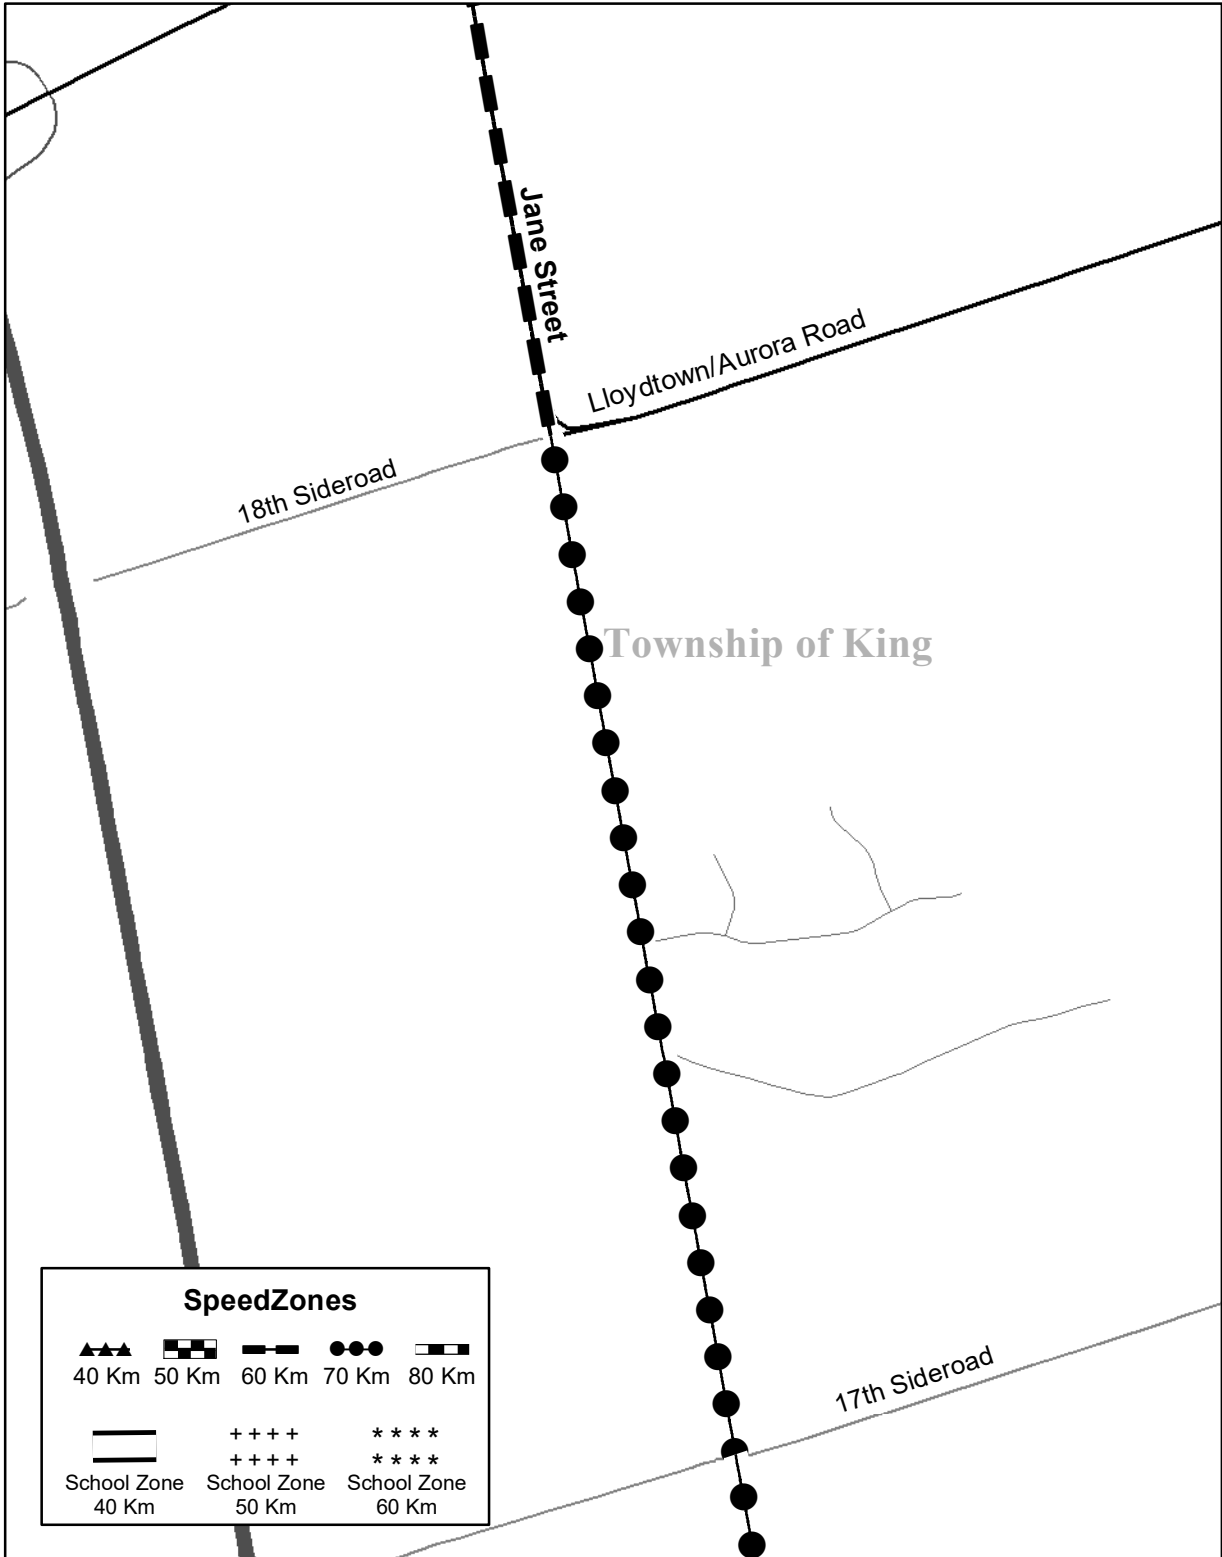 Jane Street
Lloydtown/Aurora Road
18th Sideroad
Township of King
17th Sideroad
SpeedZones
40 Km 50 Km 60 Km 70 Km 80 Km
++++ ****
++++ ****
School Zone School Zone School Zone
40 Km 50 Km 60 Km